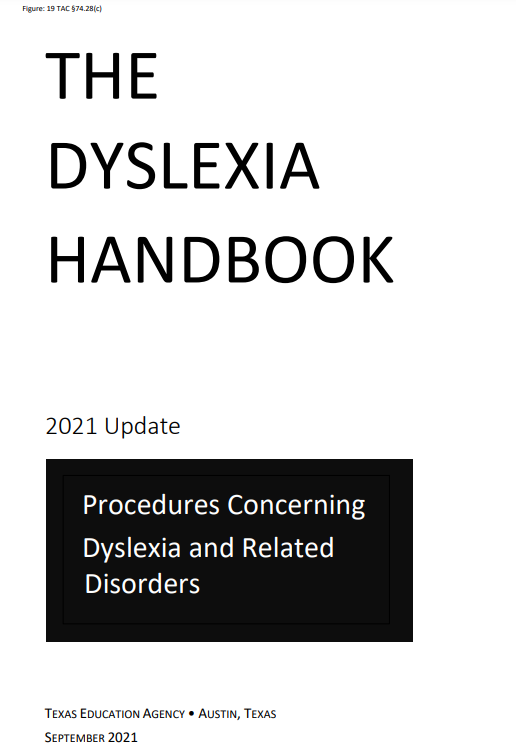 Figure: 19 TAC §74.28(c)
THE
DYSLEXIA
HANDBOOK
2021 Update
Procedures Concerning
Dyslexia and Related
Disorders
TEXAS EDUCATION AGENCY • AUSTIN, TEXAS
SEPTEMBER 2021